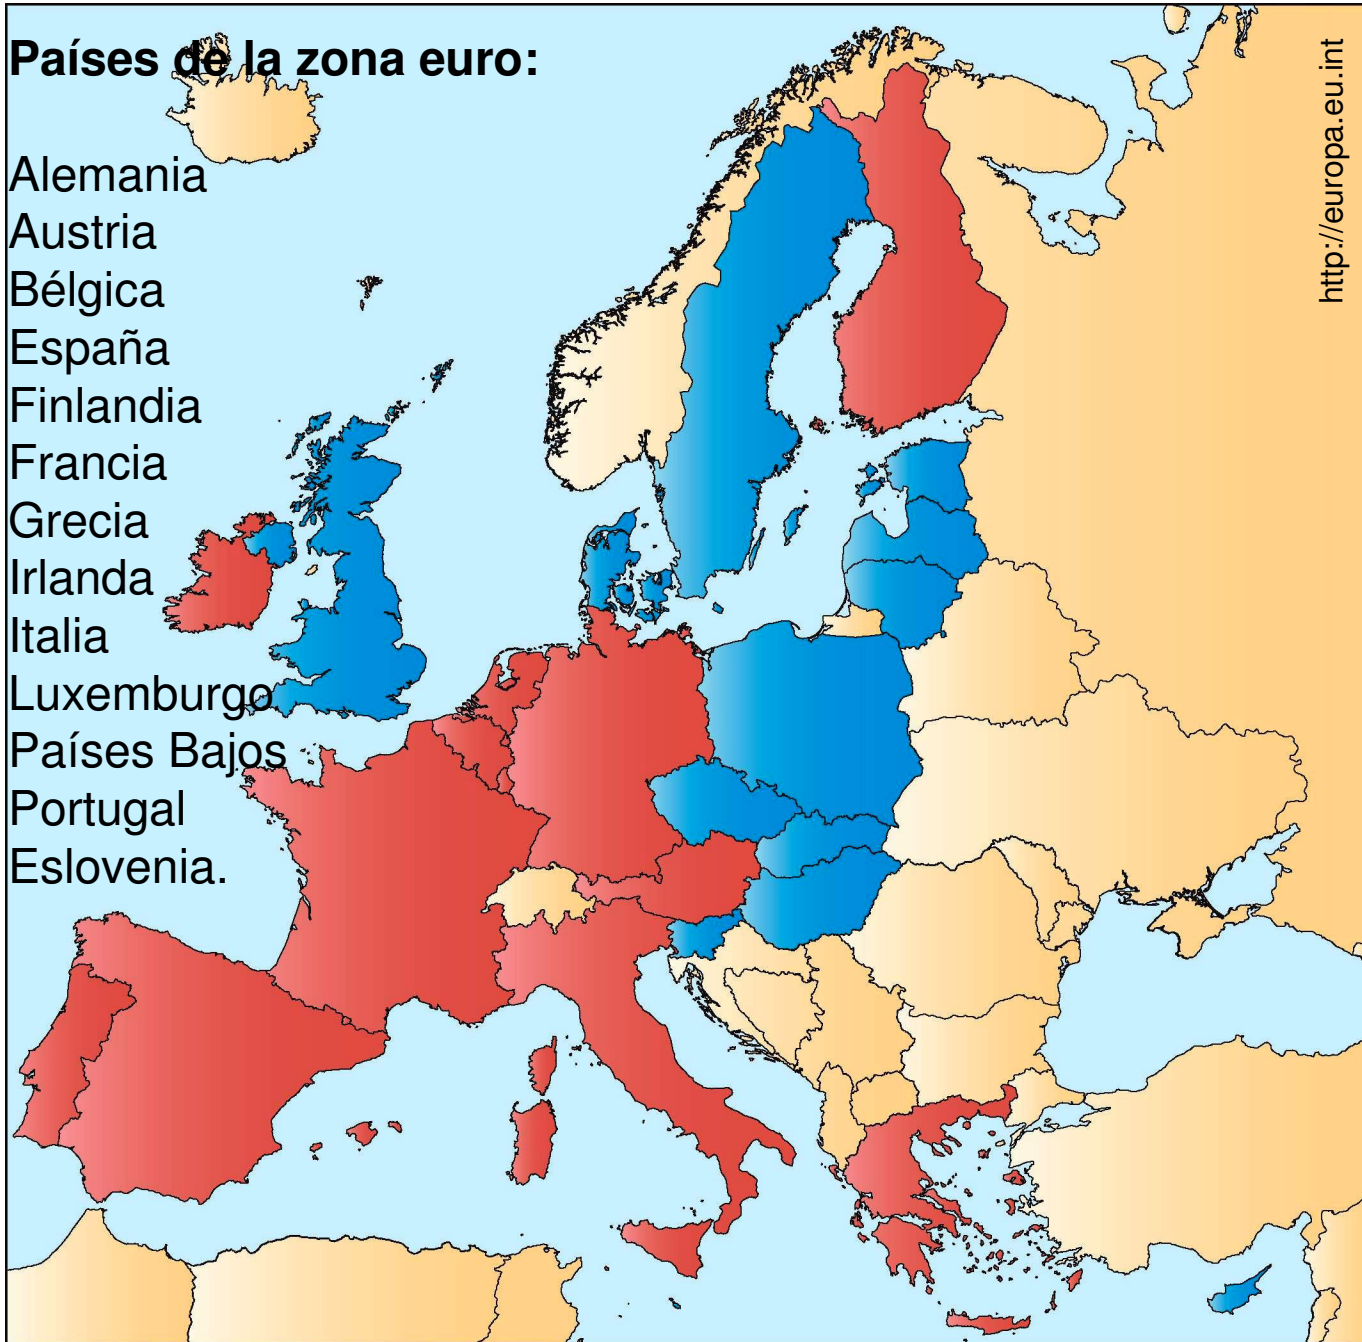 Países de la zona euro:
Alemania
Austria
Bélgica
España
Finlandia
Francia
Grecia
Irlanda
Italia
Luxemburgo
Países Bajos
Portugal
Eslovenia.
http://europa.eu.int